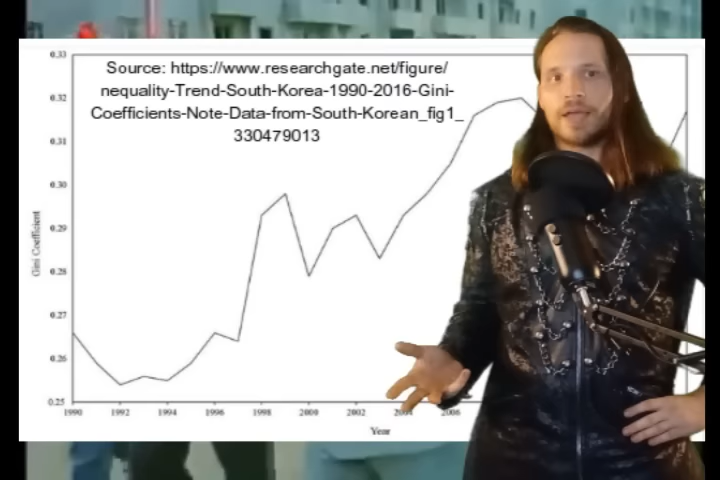 Source: https://www.researchgate.net/figure/
nequality-Trend-South-Korea-1990-2016-Gini-
Coefficients-Note-Data-from-South-Korean_fig1_
330479013
0.33
0.32
0.31
0.30
0.29
0.28
0.27
0.26
0.25
Gini Coefficient
1990 1992 1994 1996 1998 2000 2002 2004 2006
Year